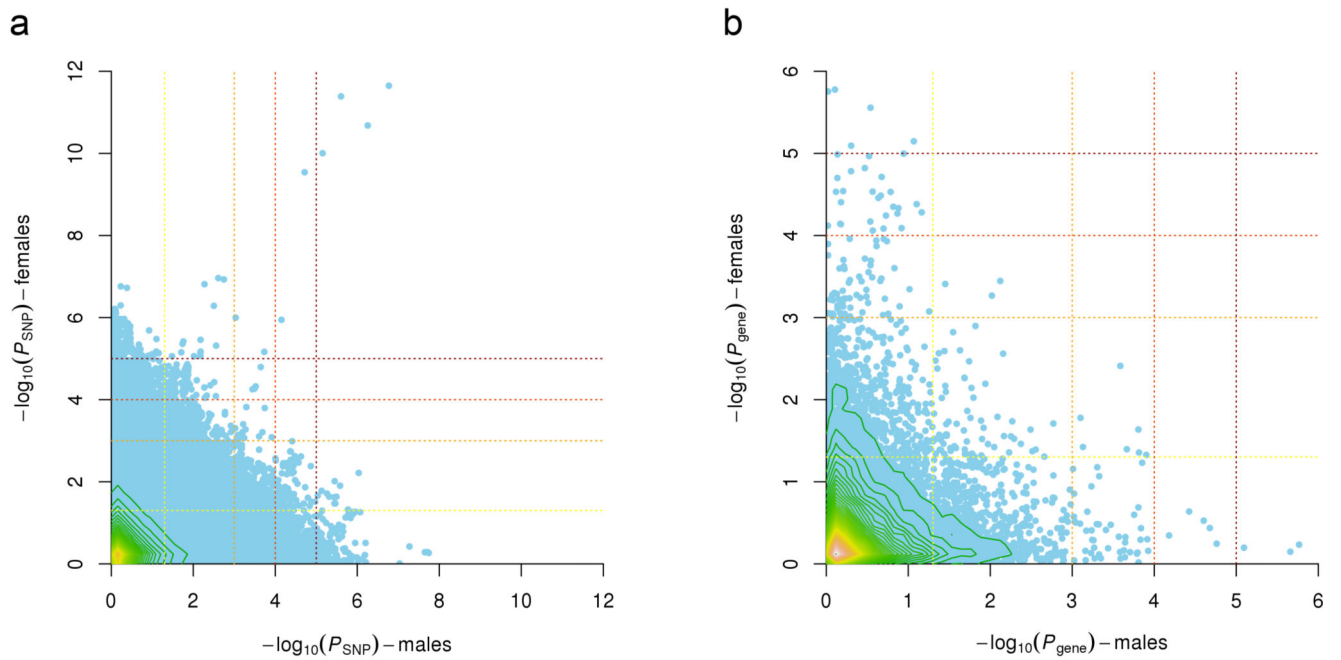 a
12
10
8
6
4
2
0
−log10(PSNP)−females
0 2 4 6 8 10 12
−log10(PSNP)−males
b
6
5
4
3
2
1
0
−log10(Pgene)−females
0 1 2 3 4 5 6
−log10(Pgene)−males